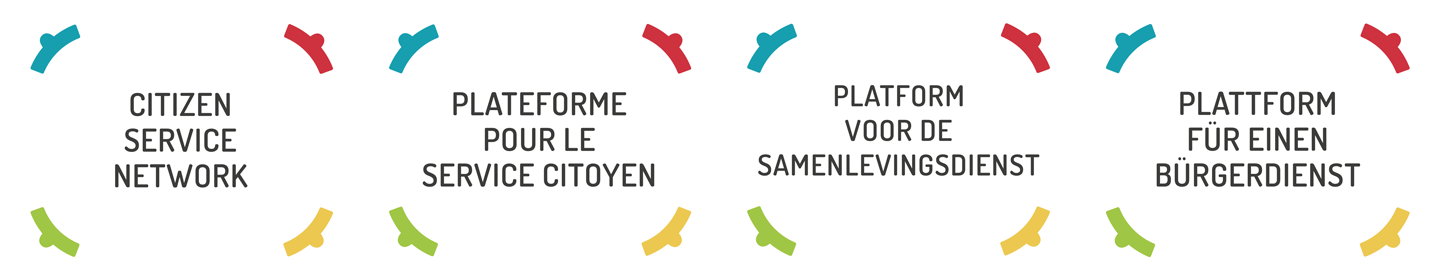 CITIZEN
SERVICE
NETWORK
PLATEFORME
POUR LE
SERVICE CITOYEN
PLATFORM
VOOR DE
SAMENLEVINGSDIENST
PLATTFORM
FÜR EINEN
BÜRGERDIENST